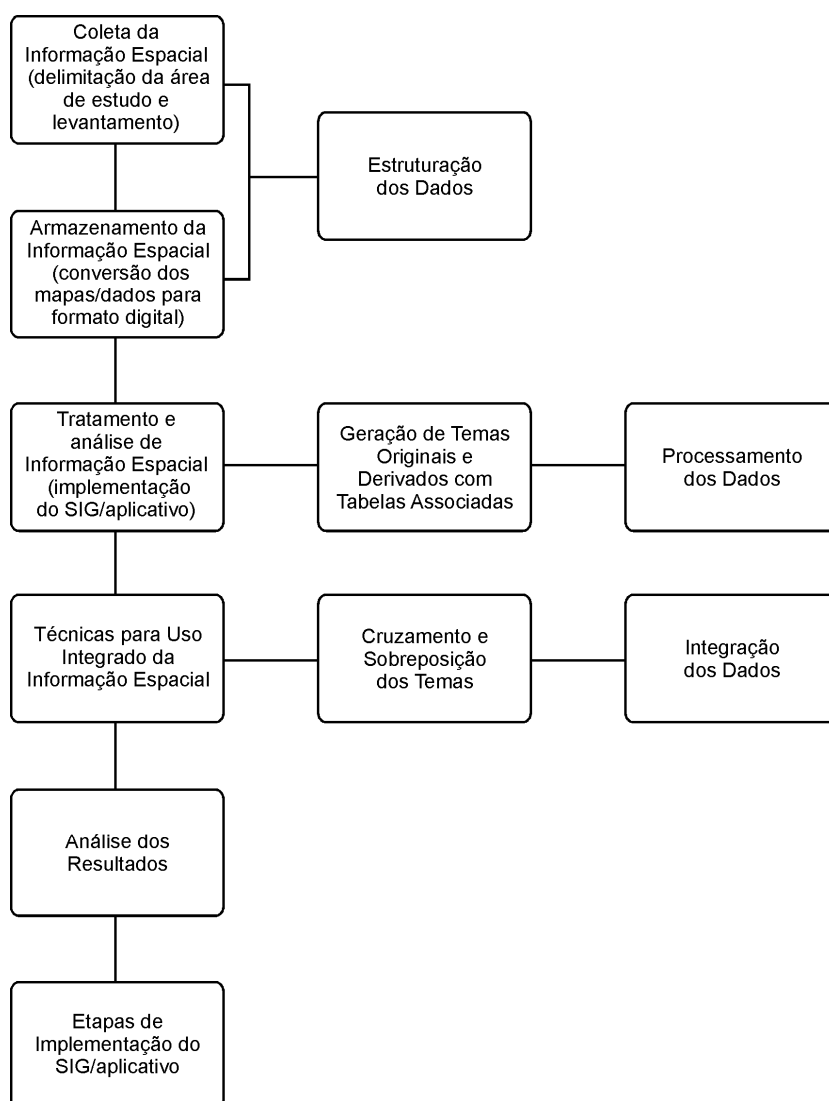 Coleta da
Informação Espacial
(delimitação da área
de estudo e
levantamento)
Estruturação
dos Dados
Armazenamento da
Informação Espacial
(conversão dos
mapas/dados para
formato digital)
Tratamento e
análise de
Informação Espacial
(implementação
do SIG/aplicativo)
Geração de Temas
Originais e
Derivados com
Tabelas Associadas
Processamento
dos Dados
Técnicas para Uso
Integrado da
Informação Espacial
Cruzamento e
Sobreposição
dos Temas
Integração
dos Dados
Análise dos
Resultados
Etapas de
Implementação do
SIG/aplicativo